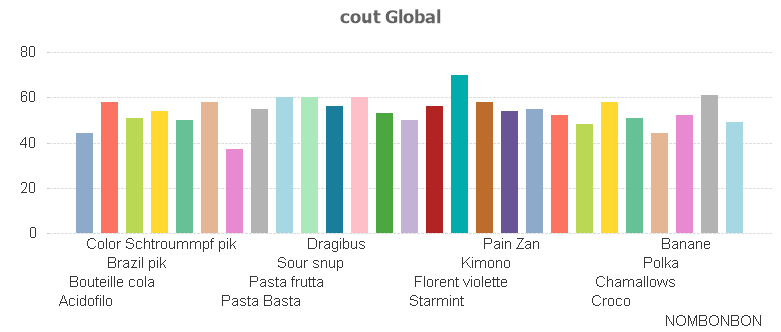 cout Global
80
60
40
20
0
Color Schtroummpf pik Dragibus Pain Zan Banane
Brazil pik Sour snup Kimono Polka
Bouteille cola Pasta frutta Florent violette Chamallows
Acidofilo Pasta Basta Starmint Croco
NOMBONBON